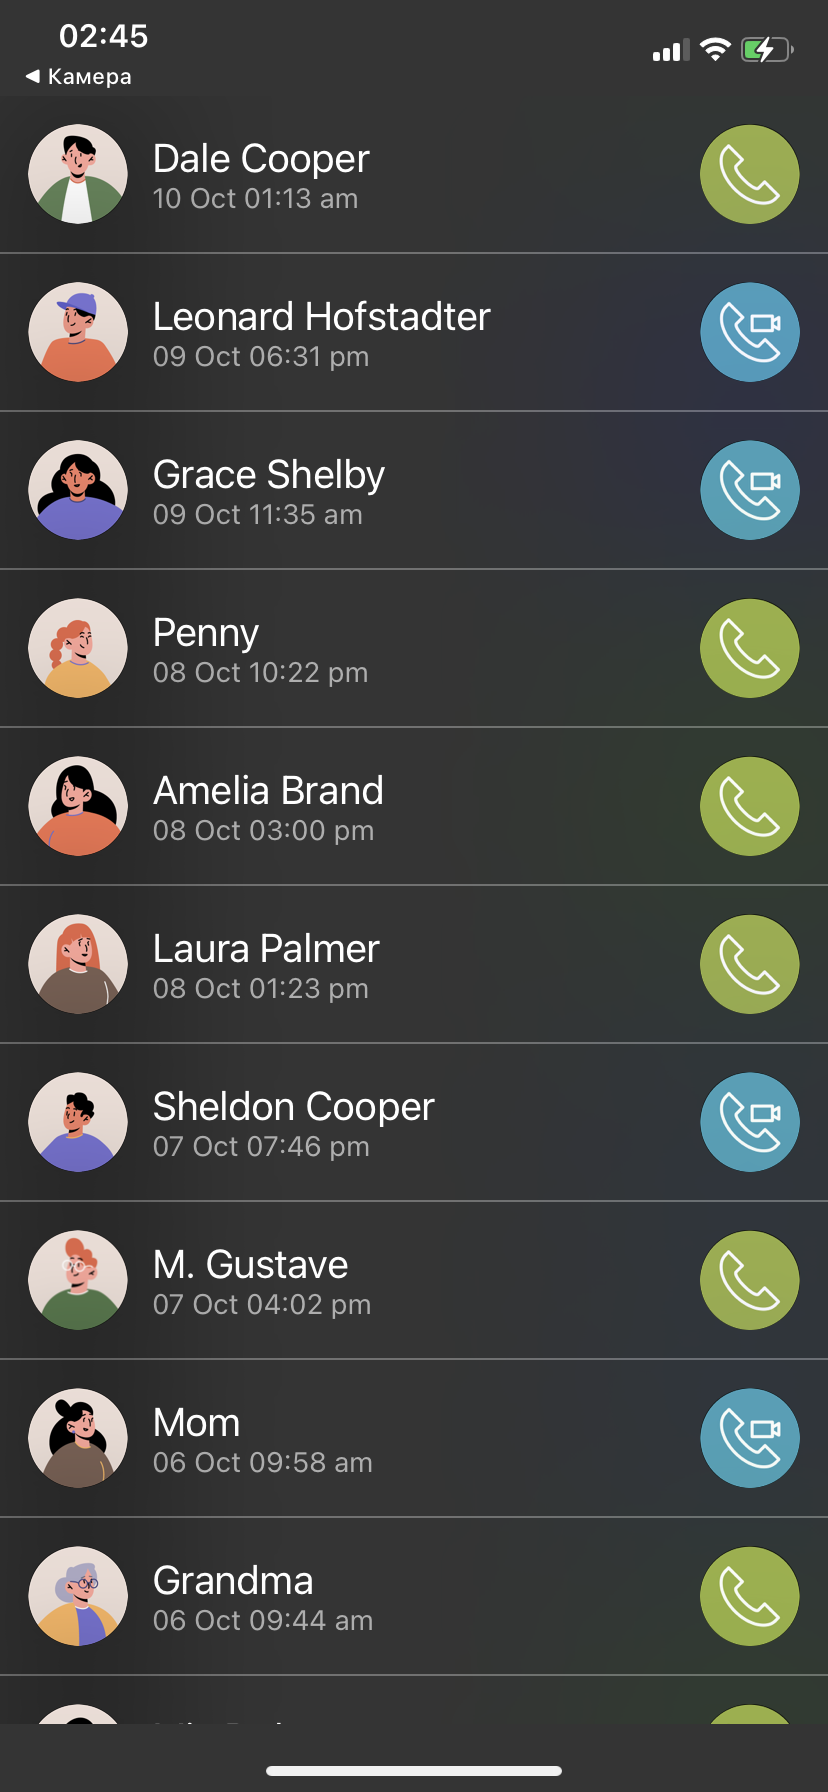 02:45
◀ Камера
Dale Cooper
10 Oct 01:13 am
Leonard Hofstadter
09 Oct 06:31 pm
Grace Shelby
09 Oct 11:35 am
Penny
08 Oct 10:22 pm
Amelia Brand
08 Oct 03:00 pm
Laura Palmer
08 Oct 01:23 pm
Sheldon Cooper
07 Oct 07:46 pm
M. Gustave
07 Oct 04:02 pm
Mom
06 Oct 09:58 am
Grandma
06 Oct 09:44 am